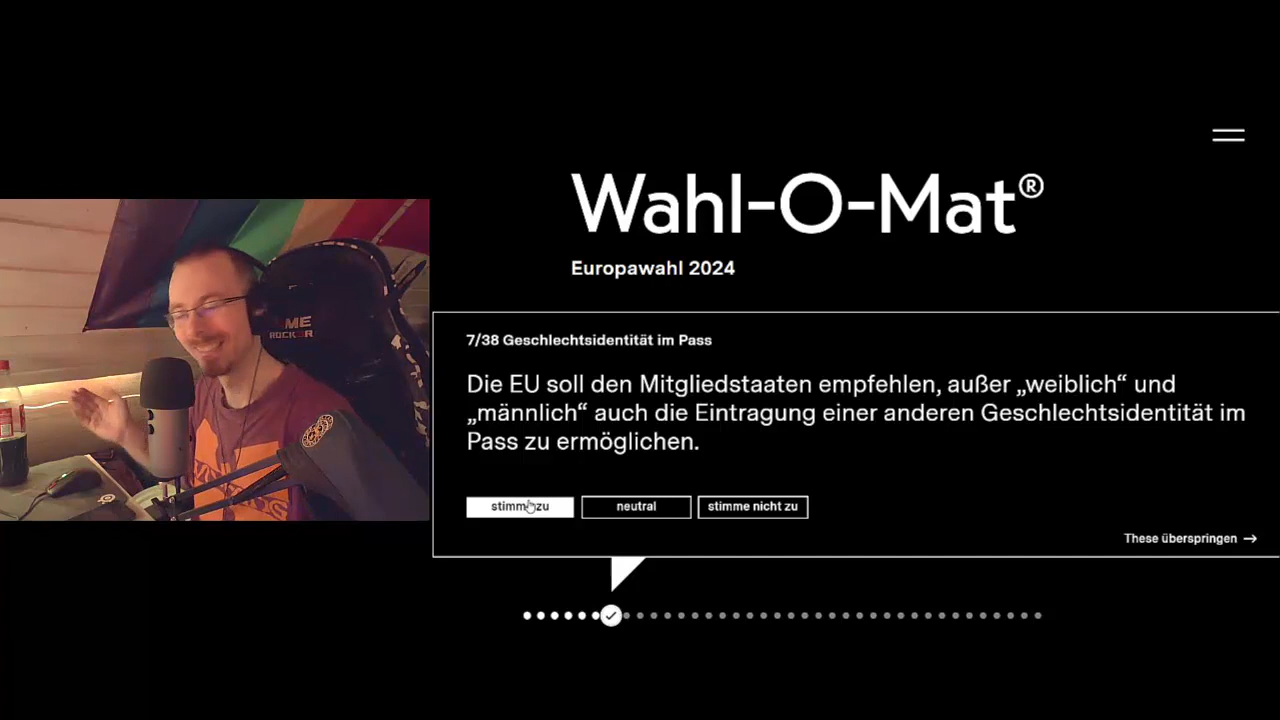 Wahl-O-Mat®
Europawahl 2024
7/38 Geschlechtsidentität im Pass
Die EU soll den Mitgliedstaaten empfehlen, außer „weiblich“ und
„männlich“ auch die Eintragung einer anderen Geschlechtsidentität im
Pass zu ermöglichen.
stimme zu
neutral
stimme nicht zu
These überspringen →
ROCK3R